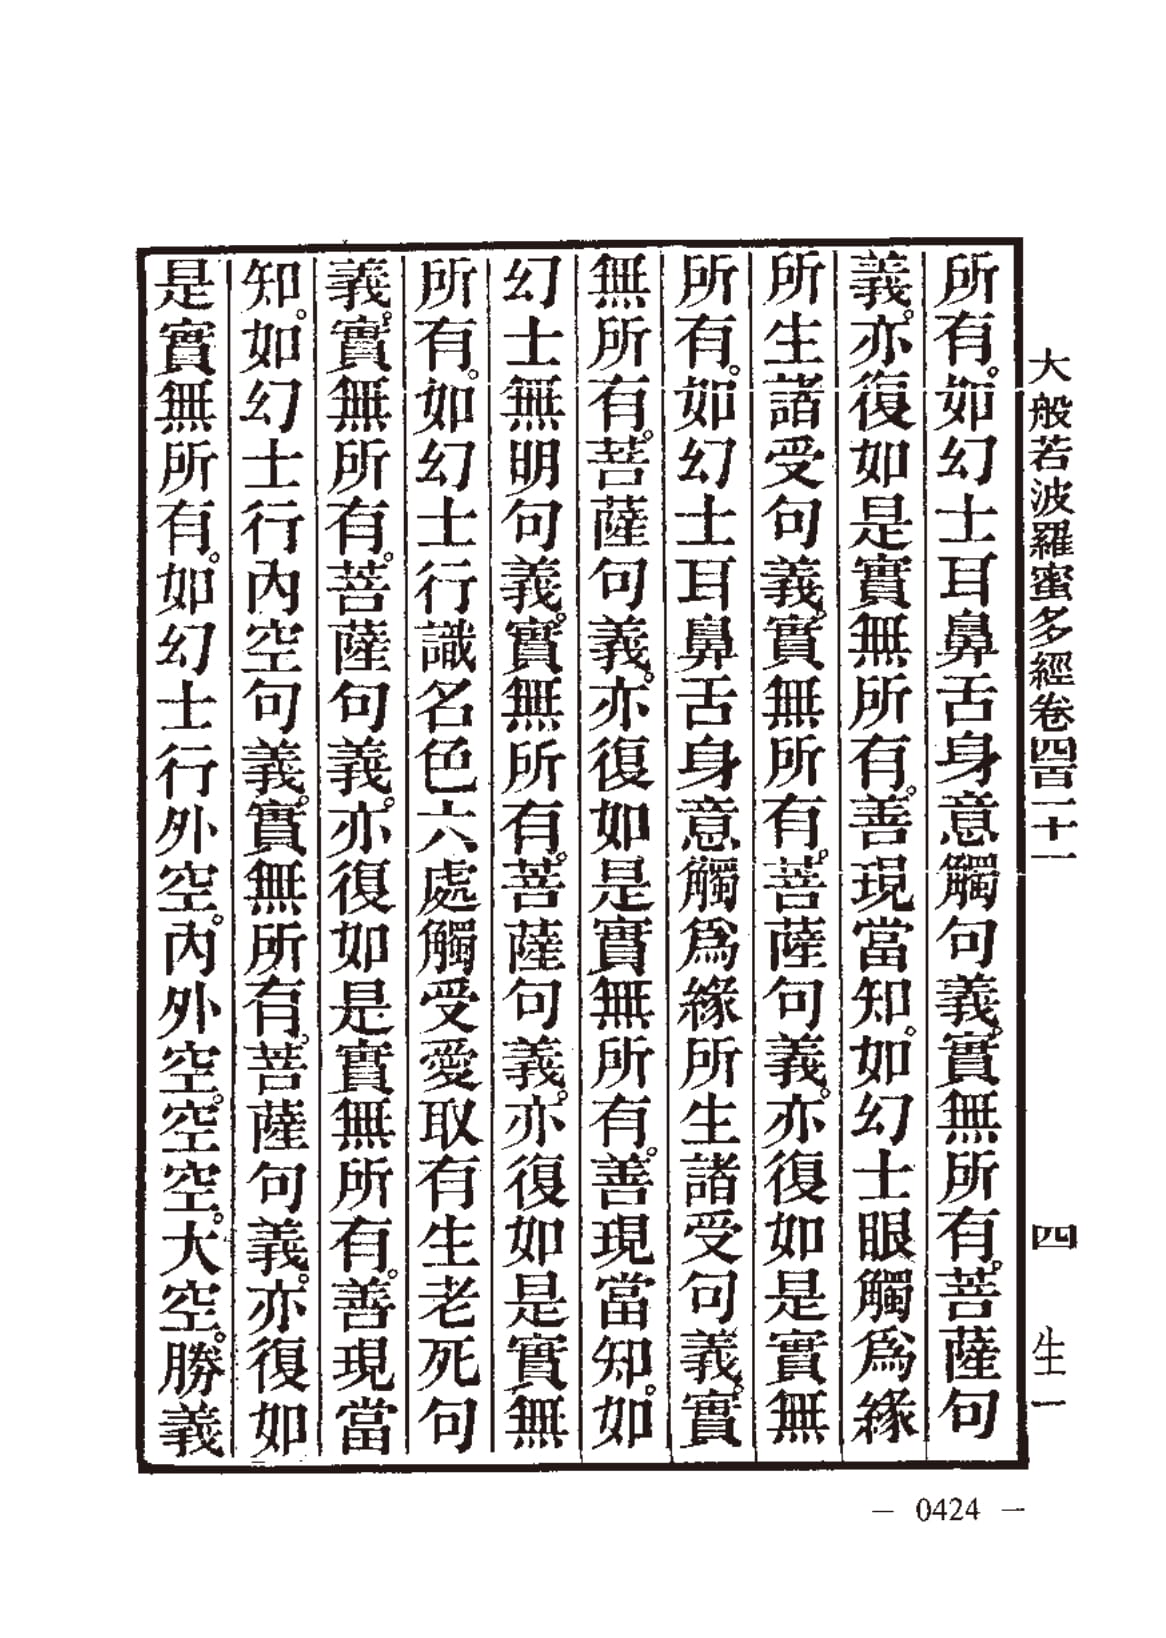 大般若波羅蜜多經卷四百二十一 四 生一
所有。如幻士耳鼻舌身意觸句義。實無所有。菩薩句
義。亦復如是實無所有。善現當知。如幻士眼觸爲緣
所生諸受句義。實無所有。菩薩句義。亦復如是實無
所有。如幻士耳鼻舌身意觸爲緣所生諸受句義。實
無所有。菩薩句義。亦復如是實無所有。善現當知。如
幻士無明句義。實無所有。菩薩句義。亦復如是實無
所有。如幻士行識名色六處觸受愛取有生老死句
義。實無所有。菩薩句義。亦復如是實無所有。善現當
知。如幻士行內空句義。實無所有。菩薩句義。亦復如
是實無所有。如幻士行外空。內外空。空空。大空。勝義
— 0424 —